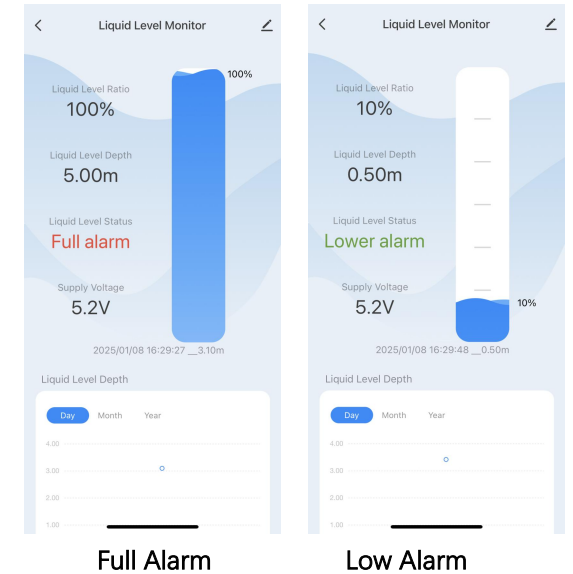 Liquid Level Monitor
100%
Liquid Level Ratio
100%
Liquid Level Depth
5.00m
Liquid Level Status
Full alarm
Supply Voltage
5.2V
2025/01/08 16:29:27 __3.10m
Liquid Level Depth
Day Month Year
4.00
3.00
2.00
1.00
Full Alarm
Liquid Level Monitor
Liquid Level Ratio
10%
Liquid Level Depth
0.50m
Liquid Level Status
Lower alarm
Supply Voltage
5.2V
10%
2025/01/08 16:29:48 __0.50m
Liquid Level Depth
Day Month Year
4.00
3.00
2.00
1.00
Low Alarm